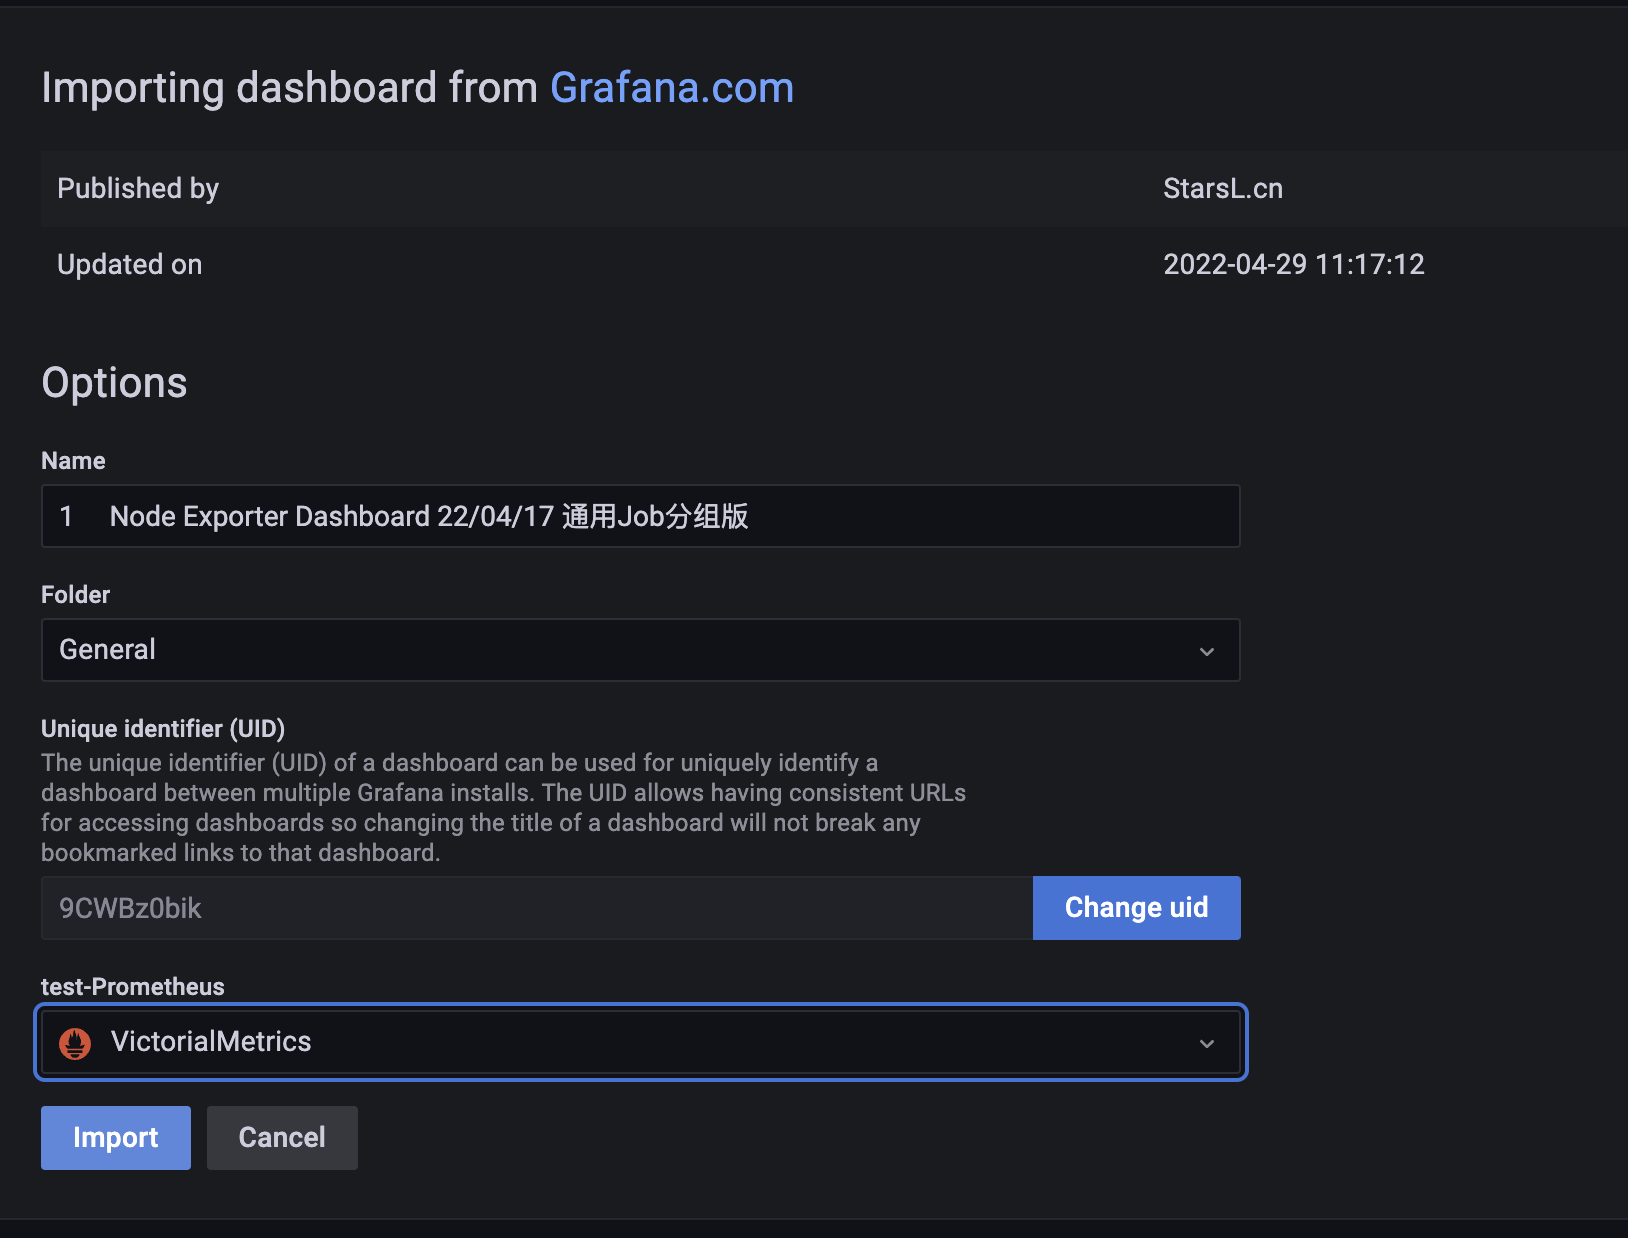 Importing dashboard from Grafana.com
Published by StarsL.cn
Updated on 2022-04-29 11:17:12
Options
Name
1 Node Exporter Dashboard 22/04/17 通用Job分组版
Folder
General
Unique identifier (UID)
The unique identifier (UID) of a dashboard can be used for uniquely identify a
dashboard between multiple Grafana installs. The UID allows having consistent URLs
for accessing dashboards so changing the title of a dashboard will not break any
bookmarked links to that dashboard.
9CWBz0bik Change uid
test-Prometheus
VictorialMetrics
Import Cancel